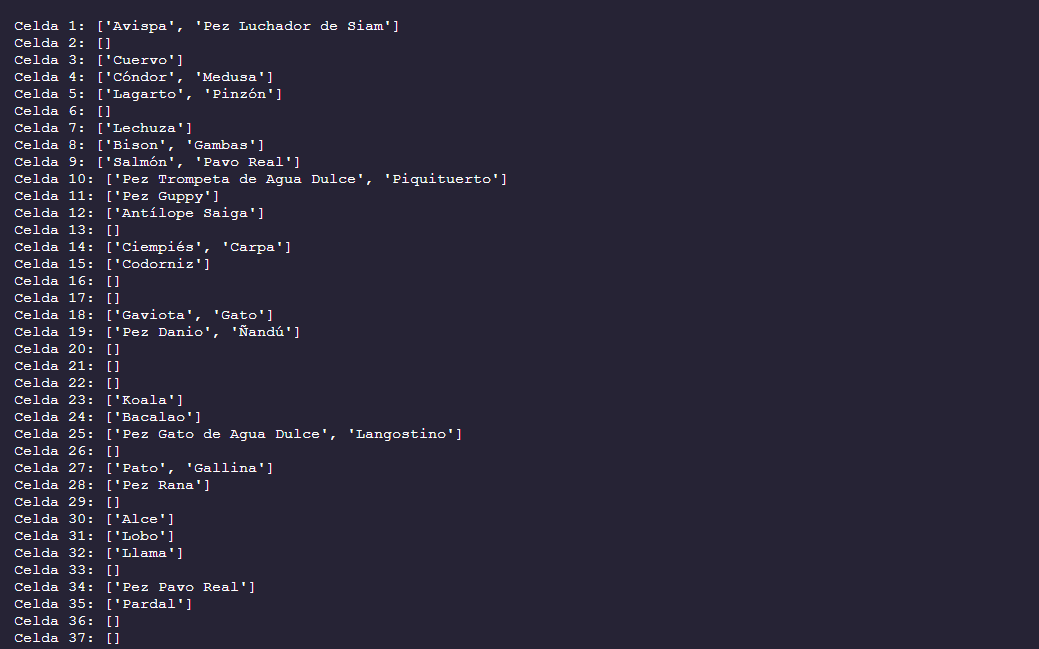 Celda 1: ['Avispa', 'Pez Luchador de Siam']
Celda 2: []
Celda 3: ['Cuervo']
Celda 4: ['Cóndor', 'Medusa']
Celda 5: ['Lagarto', 'Pinzón']
Celda 6: []
Celda 7: ['Lechuza']
Celda 8: ['Bison', 'Gambas']
Celda 9: ['Salmón', 'Pavo Real']
Celda 10: ['Pez Trompeta de Agua Dulce', 'Piquituerto']
Celda 11: ['Pez Guppy']
Celda 12: ['Antílope Saiga']
Celda 13: []
Celda 14: ['Ciempiés', 'Carpa']
Celda 15: ['Codorniz']
Celda 16: []
Celda 17: []
Celda 18: ['Gaviota', 'Gato']
Celda 19: ['Pez Danio', 'Ñandú']
Celda 20: []
Celda 21: []
Celda 22: []
Celda 23: ['Koala']
Celda 24: ['Bacalao']
Celda 25: ['Pez Gato de Agua Dulce', 'Langostino']
Celda 26: []
Celda 27: ['Pato', 'Gallina']
Celda 28: ['Pez Rana']
Celda 29: []
Celda 30: ['Alce']
Celda 31: ['Lobo']
Celda 32: ['Llama']
Celda 33: []
Celda 34: ['Pez Pavo Real']
Celda 35: ['Pardal']
Celda 36: []
Celda 37: []